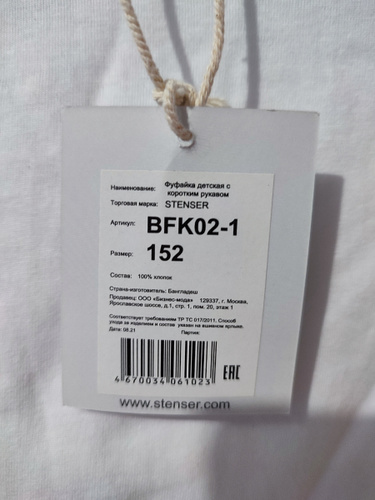 Наименование: Фуфайка детская с
коротким рукавом
Торговая марка: STENSER
Артикул: BFK02-1
Размер: 152
Состав: 100% хлопок
Страна-изготовитель: Бангладеш
Продавец: ООО «Бизнес-мода» 129337, г. Москва,
Ярославское шоссе, д.1, стр. 1, пом. 20, этаж 1
Соответствует требованиям ТР ТС 017/2011. Способ
ухода за изделием и состав указан на вшивном ярлыке.
Дата: 08.21 Партия:
4 670034 061023
EAC
www.stenser.com